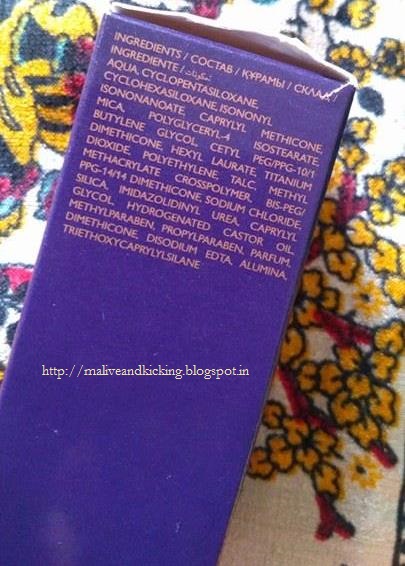 INGREDIENTS / СОСТАВ / ҚҰРАМЫ / СКЛАД /
INGREDIENTE / مكونات:
AQUA, CYCLOPENTASILOXANE,
CYCLOHEXASILOXANE, ISONONYL
ISONONANOATE, CAPRYLYL METHICONE,
MICA, POLYGLYCERYL-4 ISOSTEARATE,
BUTYLENE GLYCOL, CETYL PEG/PPG-10/1
DIMETHICONE, HEXYL LAURATE, TITANIUM
DIOXIDE, POLYETHYLENE, TALC, METHYL
METHACRYLATE CROSSPOLYMER, BIS-PEG/
PPG-14/14 DIMETHICONE, SODIUM CHLORIDE,
SILICA, IMIDAZOLIDINYL UREA, CAPRYLYL
GLYCOL, HYDROGENATED CASTOR OIL,
METHYLPARABEN, PROPYLPARABEN, PARFUM,
DIMETHICONE, DISODIUM EDTA, ALUMINA,
TRIETHOXYCAPRYLYLSILANE
http://maliveandkicking.blogspot.in